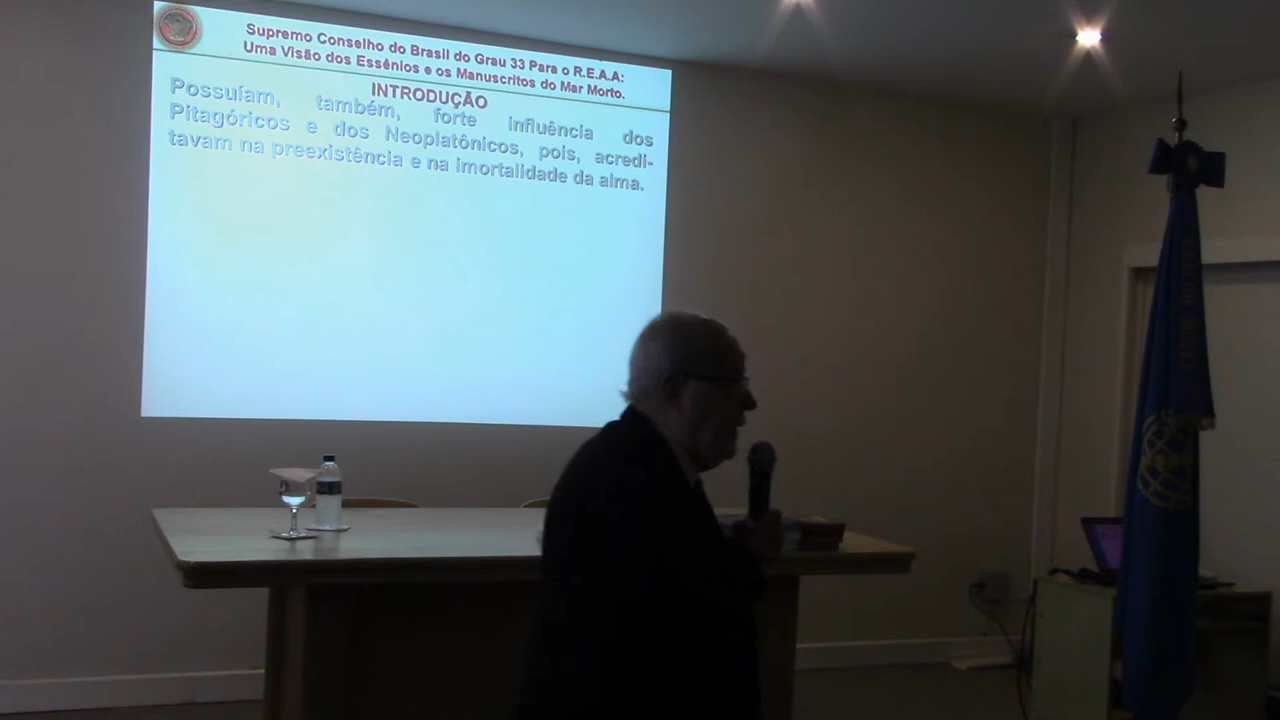 Supremo Conselho do Brasil do Grau 33 Para o R.E.A.A:
Uma Visão dos Essênios e os Manuscritos do Mar Morto.
INTRODUÇÃO
Possuíam, também, forte influência dos
Pitagóricos e dos Neoplatônicos, pois, acredi-
tavam na preexistência e na imortalidade da alma.